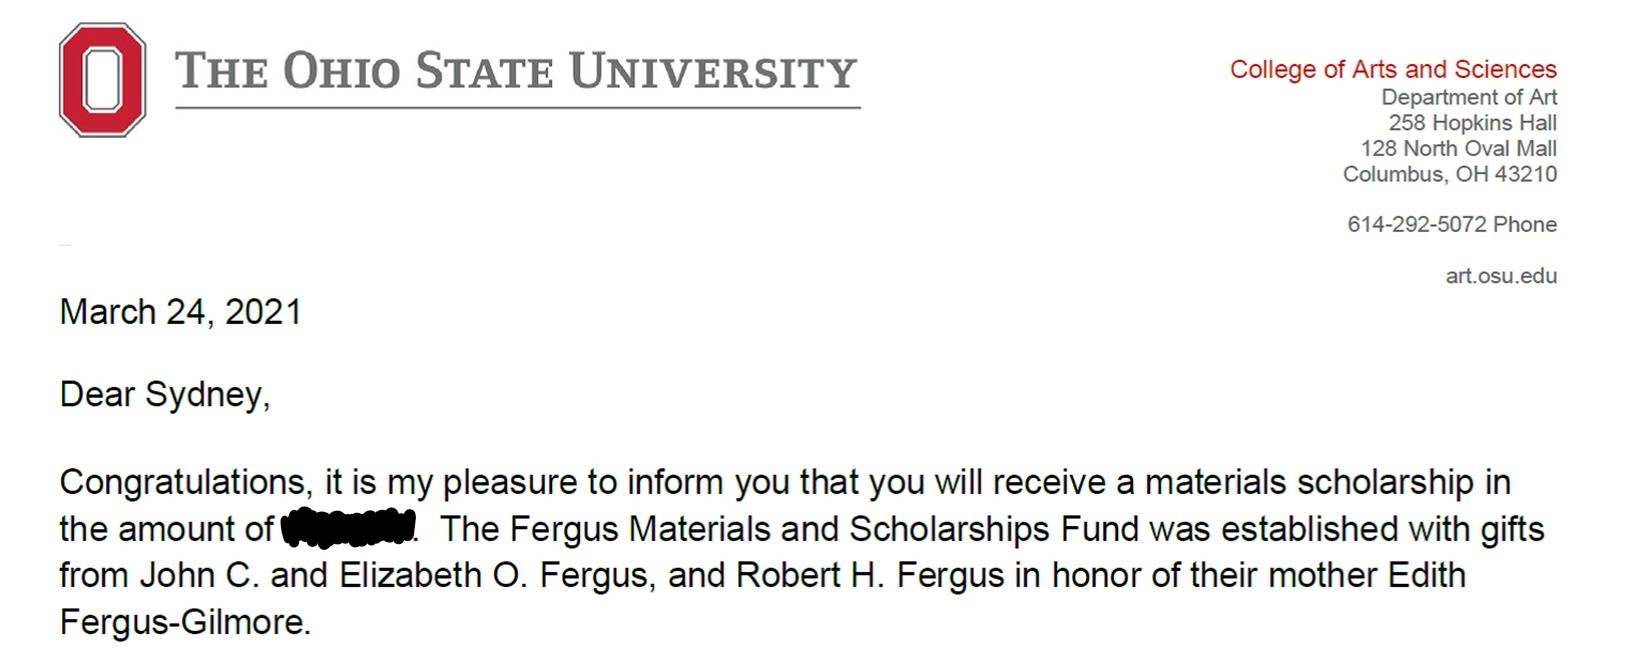 THE OHIO STATE UNIVERSITY
College of Arts and Sciences
Department of Art
258 Hopkins Hall
128 North Oval Mall
Columbus, OH 43210
614-292-5072 Phone
art.osu.edu
March 24, 2021
Dear Sydney,
Congratulations, it is my pleasure to inform you that you will receive a materials scholarship in
the amount of . The Fergus Materials and Scholarships Fund was established with gifts
from John C. and Elizabeth O. Fergus, and Robert H. Fergus in honor of their mother Edith
Fergus-Gilmore.